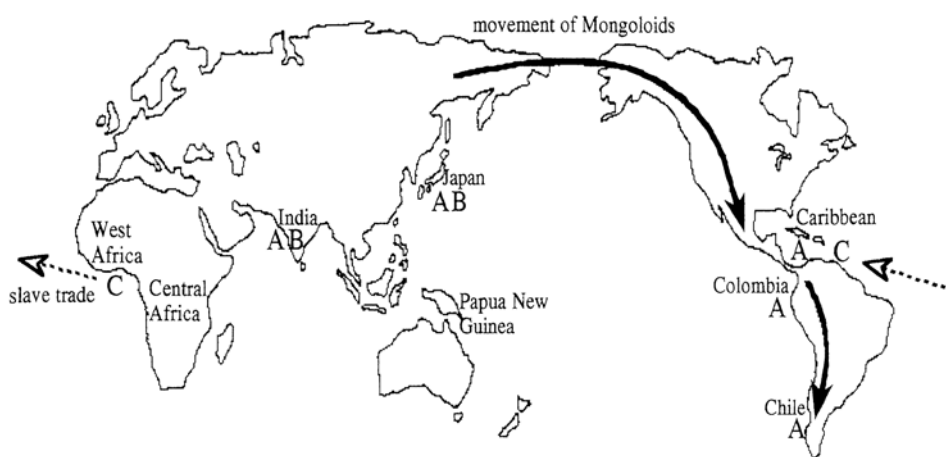 movement of Mongoloids
Japan
AB
India
AB
West
Africa
slave trade
C
Central
Africa
Papua New
Guinea
Caribbean
A
C
Colombia
A
Chile
A